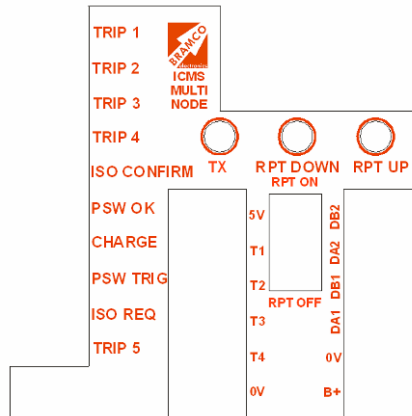 TRIP 1
TRIP 2
TRIP 3
TRIP 4
ISO CONFIRM
PSW OK
CHARGE
PSW TRIG
ISO REQ
TRIP 5
BRAMCO
electronics
ICMS
MULTI
NODE
TX
RPT DOWN
RPT UP
RPT ON
RPT OFF
5V
T1
T2
T3
T4
0V
DB2
DA2
DB1
DA1
0V
B+